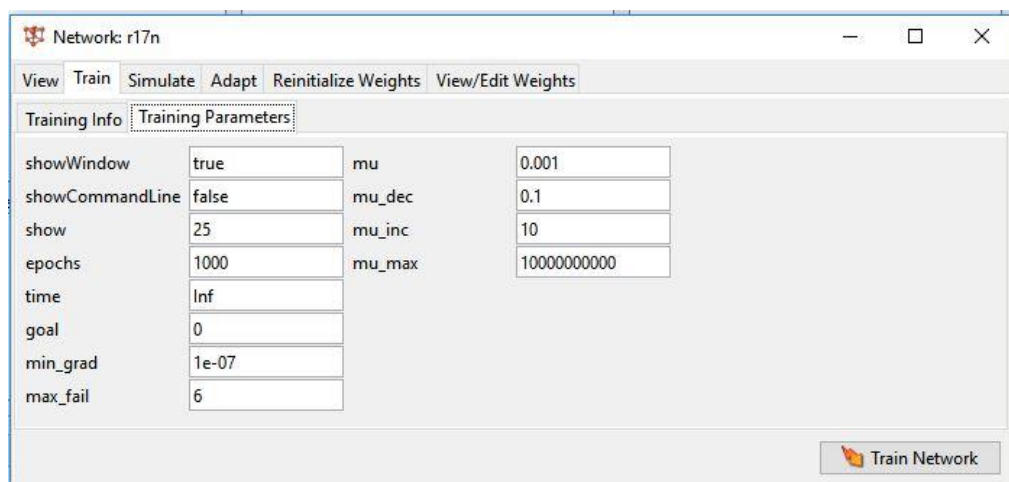 Network: r17n
View Train Simulate Adapt Reinitialize Weights View/Edit Weights
Training Info Training Parameters
showWindow true mu 0.001
showCommandLine false mu_dec 0.1
show 25 mu_inc 10
epochs 1000 mu_max 10000000000
time Inf
goal 0
min_grad 1e-07
max_fail 6
Train Network